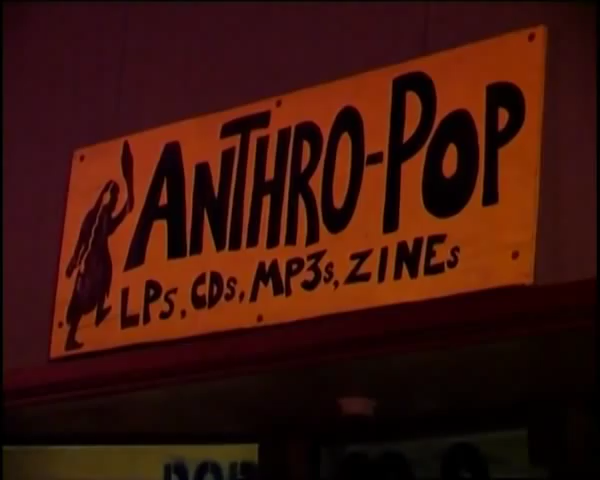 ANTHRO-POP
LPs, CDs, MP3s, ZINEs